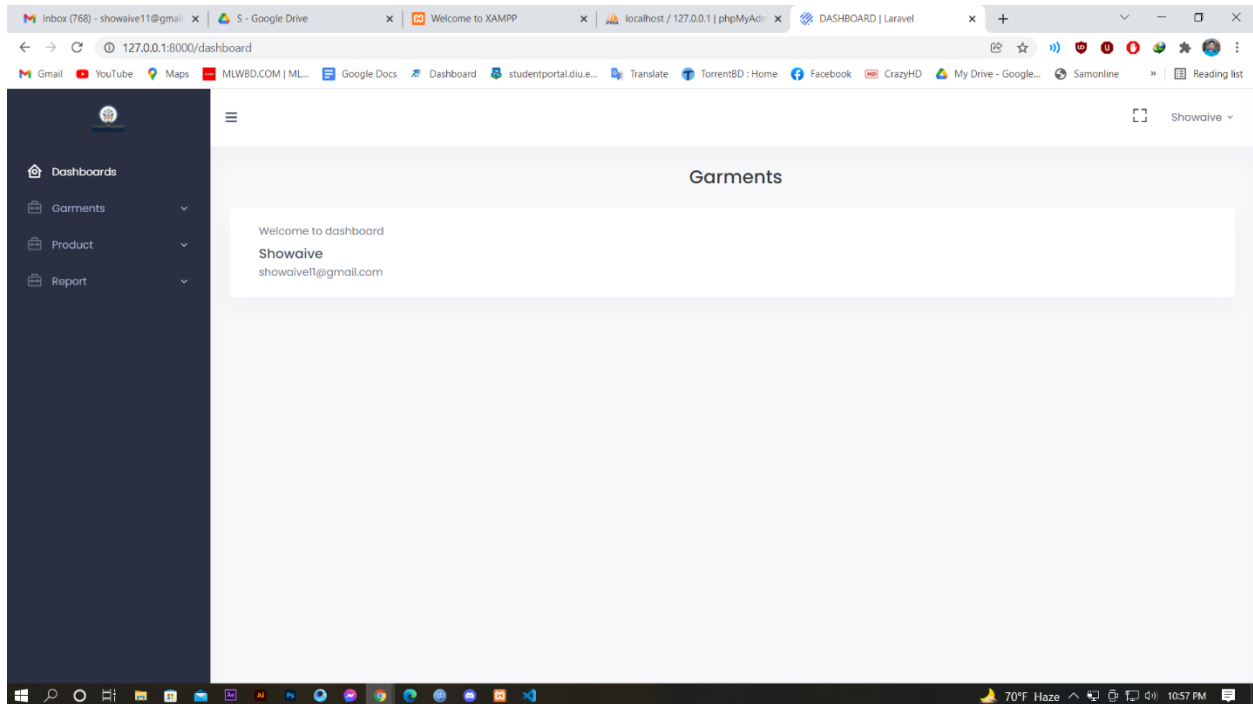 Inbox (768) - showaive11@gmail.
S - Google Drive
Welcome to XAMPP
localhost / 127.0.0.1 | phpMyAdm
DASHBOARD | Laravel
127.0.0.1:8000/dashboard
Gmail YouTube Maps MLWBD.COM | ML... Google Docs Dashboard studentportal.diu.e... Translate TorrentBD : Home Facebook CrazyHD My Drive - Google... Samonline » Reading list
Showaive
Dashboards
Garments
Product
Report
Garments
Welcome to dashboard
Showaive
showaive11@gmail.com
70°F Haze 10:57 PM